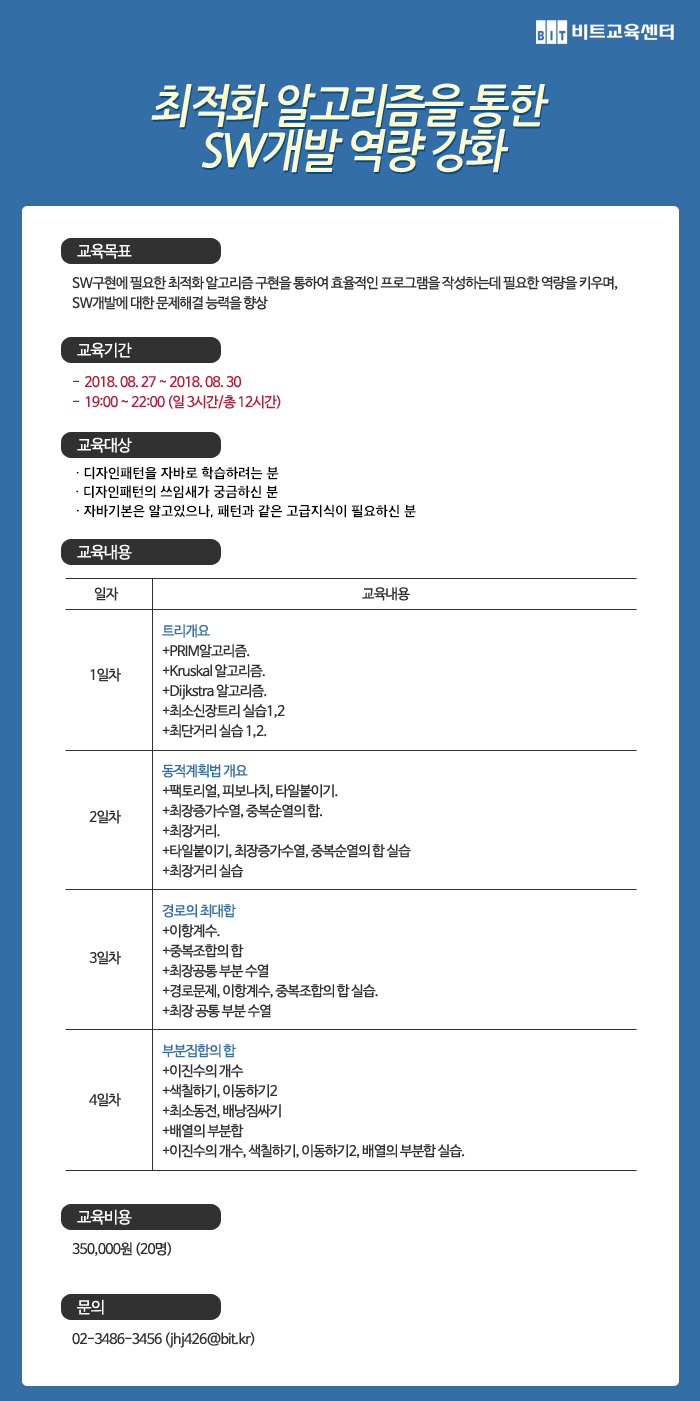 BIT 비트교육센터
최적화 알고리즘을 통한
SW개발 역량 강화
교육목표
SW구현에 필요한 최적화 알고리즘 구현을 통하여 효율적인 프로그램을 작성하는데 필요한 역량을 키우며,
SW개발에 대한 문제해결 능력을 향상
교육기간
- 2018. 08. 27 ~ 2018. 08. 30
- 19:00 ~ 22:00 (일 3시간/총 12시간)
교육대상
· 디자인패턴을 자바로 학습하려는 분
· 디자인패턴의 쓰임새가 궁금하신 분
· 자바기본은 알고있으나, 패턴과 같은 고급지식이 필요하신 분
교육내용
일자 교육내용
1일차
트리개요
+PRIM알고리즘.
+Kruskal 알고리즘.
+Dijkstra 알고리즘.
+최소신장트리 실습1,2
+최단거리 실습 1,2.
2일차
동적계획법 개요
+팩토리얼, 피보나치, 타일붙이기.
+최장증가수열, 중복순열의 합.
+최장거리.
+타일붙이기, 최장증가수열, 중복순열의 합 실습
+최장거리 실습
3일차
경로의 최대합
+이항계수.
+중복조합의 합
+최장공통 부분 수열
+경로문제, 이항계수, 중복조합의 합 실습.
+최장 공통 부분 수열
4일차
부분집합의 합
+이진수의 개수
+색칠하기, 이동하기2
+최소동전, 배낭짐싸기
+배열의 부분합
+이진수의 개수, 색칠하기, 이동하기2, 배열의 부분합 실습.
교육비용
350,000원 (20명)
문의
02-3486-3456 (jhj426@bit.kr)